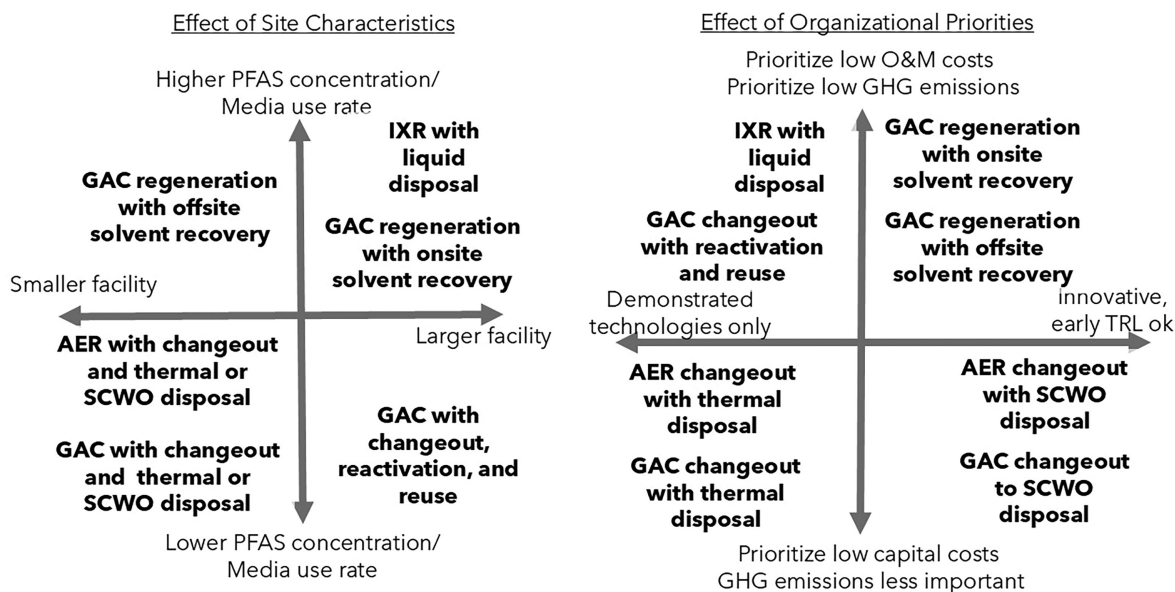 Effect of Site Characteristics
Higher PFAS concentration/
Media use rate
IXR with
liquid
disposal
GAC regeneration
with offsite
solvent recovery
GAC regeneration
with onsite
solvent recovery
Smaller facility
Larger facility
AER with changeout
and thermal or
SCWO disposal
GAC with changeout
and thermal or
SCWO disposal
GAC with
changeout,
reactivation, and
reuse
Lower PFAS concentration/
Media use rate
Effect of Organizational Priorities
Prioritize low O&M costs
Prioritize low GHG emissions
IXR with
liquid
disposal
GAC regeneration
with onsite
solvent recovery
GAC changeout
with reactivation
and reuse
GAC regeneration
with offsite
solvent recovery
Demonstrated
technologies only
Innovative,
early TRL ok
AER changeout
with thermal
disposal
AER changeout
with SCWO
disposal
GAC changeout
with thermal
disposal
GAC changeout
to SCWO
disposal
Prioritize low capital costs
GHG emissions less important